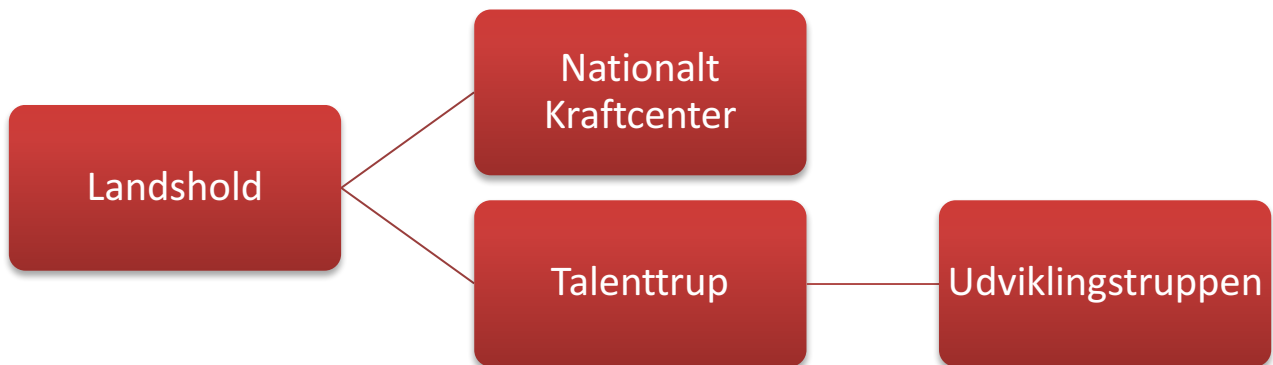 Nationalt
Kraftcenter
Landshold
Talenttrup
Udviklingstruppen